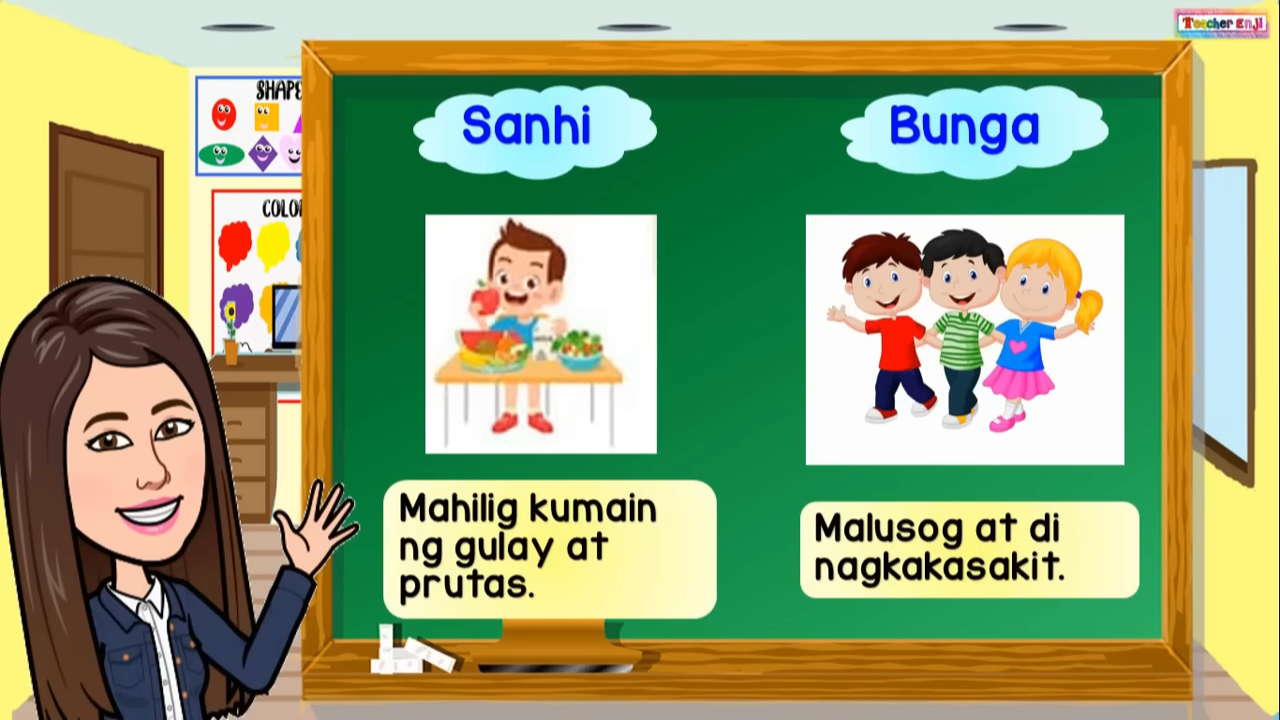 Teacher Enji
SHAPE
COLO
Sanhi
Bunga
Mahilig kumain
ng gulay at
prutas.
Malusog at di
nagkakasakit.